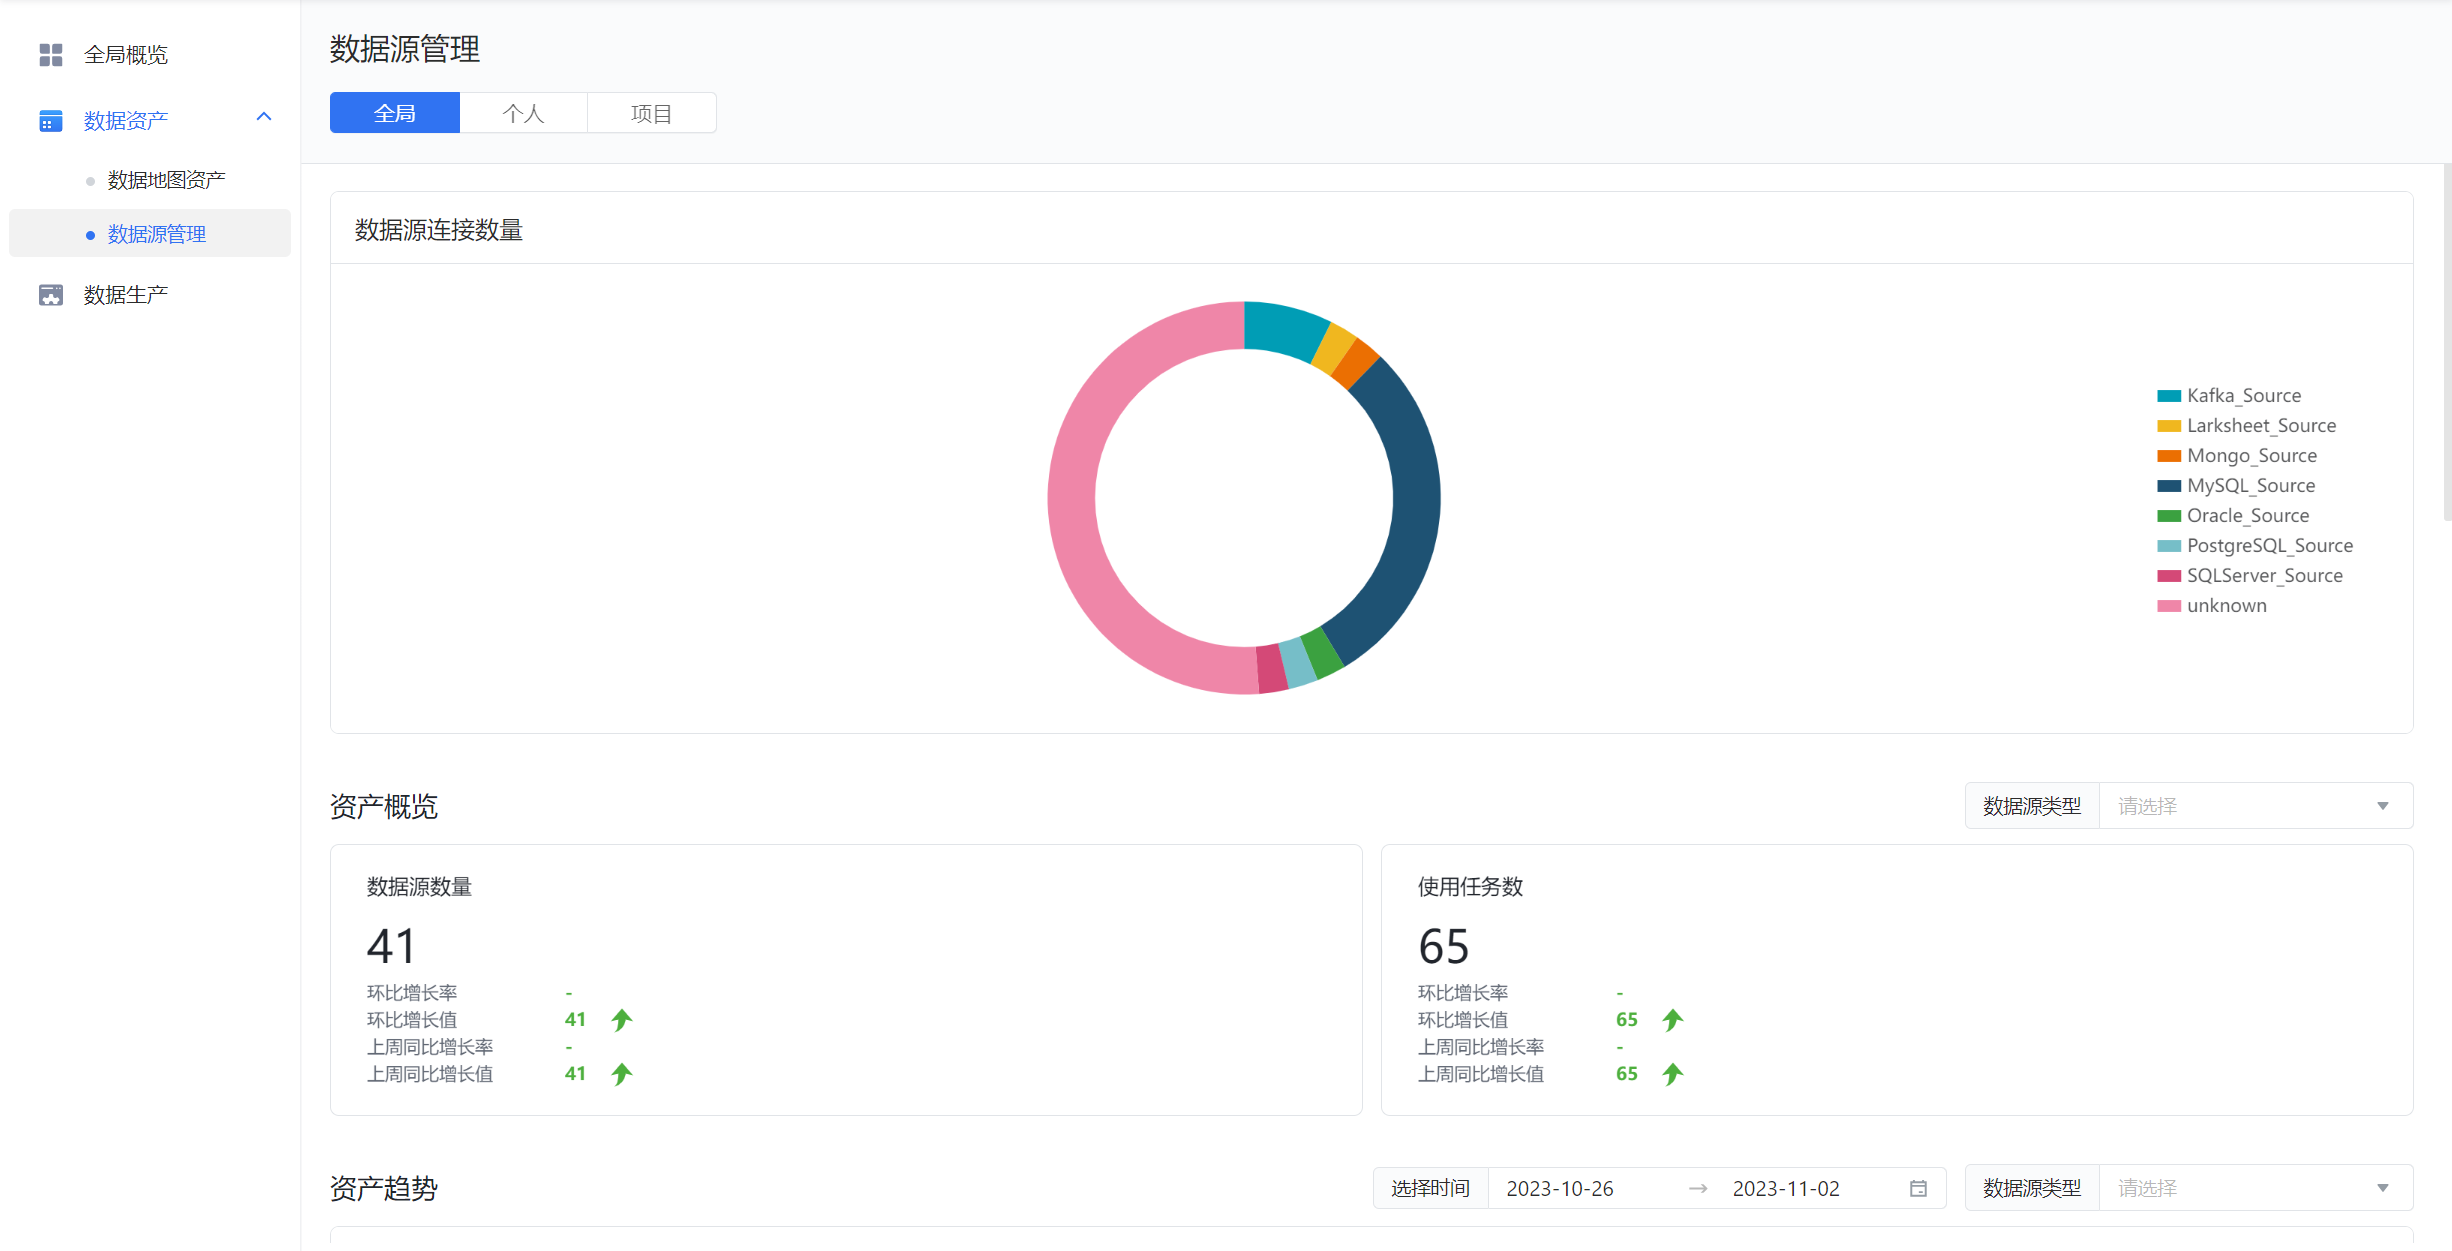 全局概览
数据资产
数据地图资产
数据源管理
数据生产
数据源管理
全局 个人 项目
数据源连接数量
Kafka_Source
Larksheet_Source
Mongo_Source
MySQL_Source
Oracle_Source
PostgreSQL_Source
SQLServer_Source
unknown
资产概览 数据源类型 请选择
数据源数量
41
环比增长率 -
环比增长值 41
上周同比增长率 -
上周同比增长值 41
使用任务数
65
环比增长率 -
环比增长值 65
上周同比增长率 -
上周同比增长值 65
资产趋势 选择时间 2023-10-26 → 2023-11-02 数据源类型 请选择